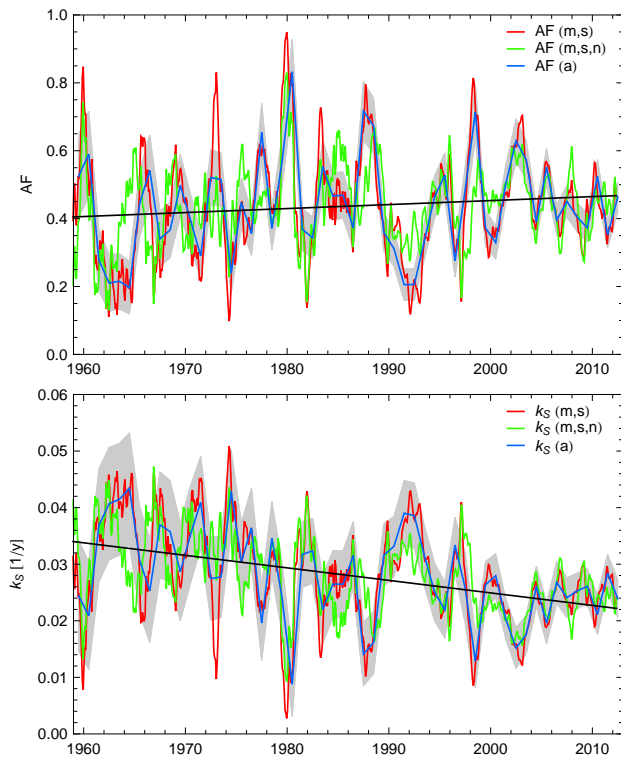 1.0
0.8
0.6
0.4
0.2
0.0
AF
AF (m,s)
AF (m,s,n)
AF (a)
1960 1970 1980 1990 2000 2010
0.06
0.05
0.04
0.03
0.02
0.01
0.00
kS [1/y]
kS (m,s)
kS (m,s,n)
kS (a)
1960 1970 1980 1990 2000 2010